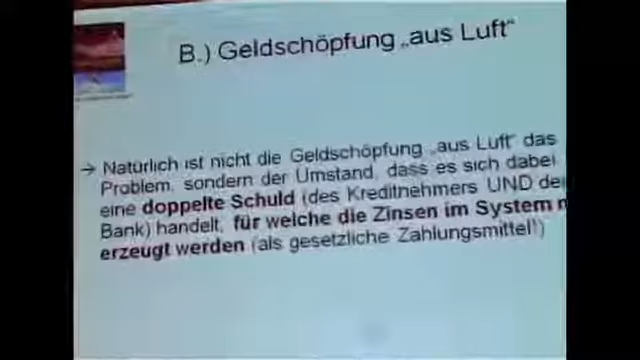 B.) Geldschöpfung „aus Luft“
→ Natürlich ist nicht die Geldschöpfung „aus Luft“ das
Problem, sondern der Umstand, dass es sich dabei
eine doppelte Schuld (des Kreditnehmers UND
Bank) handelt, für welche die Zinsen im System
erzeugt werden (als gesetzliche Zahlungsmittel!)